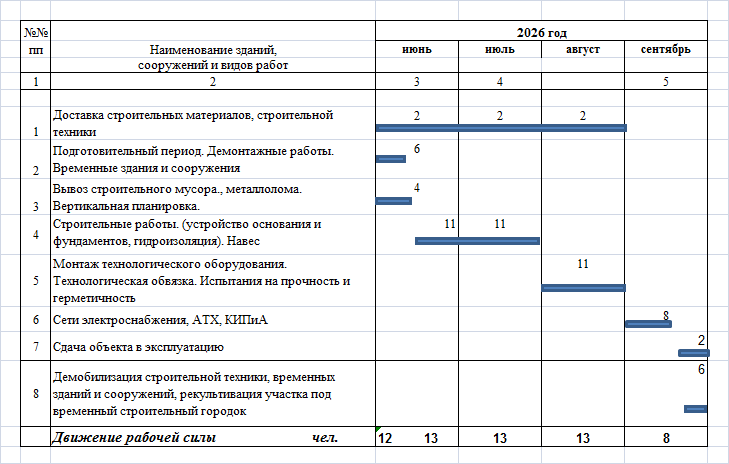 №№ 2026 год
пп Наименование зданий, июнь июль август сентябрь
сооружений и видов работ
1 2 3 4 5
Доставка строительных материалов, строительной 2 2 2
1 техники
Подготовительный период. Демонтажные работы. 6
2 Временные здания и сооружения
Вывоз строительного мусора., металлолома. 4
3 Вертикальная планировка.
4 Строительные работы. (устройство основания и 11 11
фундаментов, гидроизоляция). Навес
Монтаж технологического оборудования. 11
5 Технологическая обвязка. Испытания на прочность и
герметичность
6 Сети электроснабжения, АТХ, КИПиА 8
7 Сдача объекта в эксплуатацию 2
6
Демобилизация строительной техники, временных
8 зданий и сооружений, рекультивация участка под
временный строительный городок
Движение рабочей силы чел. 12 13 13 13 8